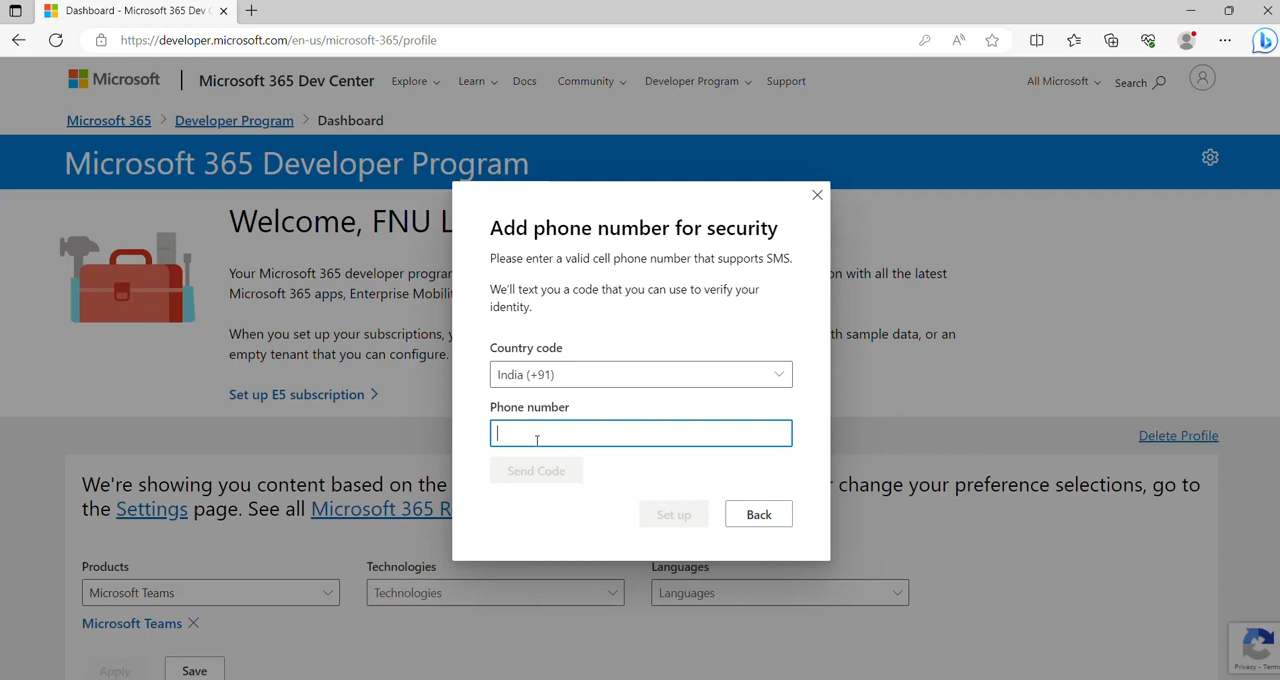 Dashboard - Microsoft 365 Dev C
https://developer.microsoft.com/en-us/microsoft-365/profile
Microsoft
Microsoft 365 Dev Center
Explore
Learn
Docs
Community
Developer Program
Support
All Microsoft
Search
Microsoft 365 > Developer Program > Dashboard
Microsoft 365 Developer Program
Welcome, FNU L
Your Microsoft 365 developer progra
on with all the latest
Microsoft 365 apps, Enterprise Mobili
When you set up your subscriptions, y
th sample data, or an
empty tenant that you can configure.
Set up E5 subscription >
Add phone number for security
Please enter a valid cell phone number that supports SMS.
We'll text you a code that you can use to verify your
identity.
Country code
India (+91)
Phone number
Send Code
Set up
Back
Delete Profile
We're showing you content based on the
r change your preference selections, go to
the Settings page. See all Microsoft 365 R
Products
Technologies
Languages
Microsoft Teams
Technologies
Languages
Microsoft Teams
Apply
Save
Privacy - Term